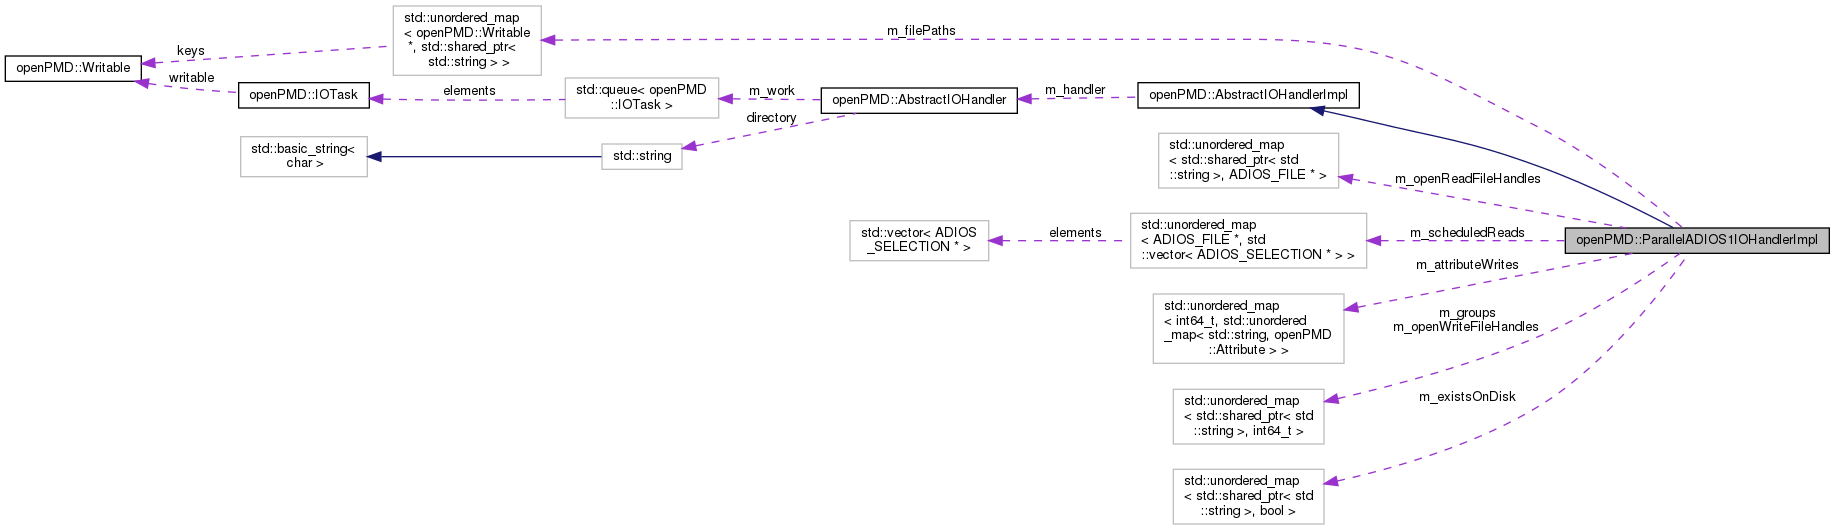 std::unordered_map
< openPMD::Writable
*, std::shared_ptr<
std::string > >
m_filePaths
keys
openPMD::Writable
writable
openPMD::IOTask
elements
std::queue< openPMD
::IOTask >
m_work
openPMD::AbstractIOHandler
m_handler
openPMD::AbstractIOHandlerImpl
directory
std::basic_string<
char >
std::string
std::unordered_map
< std::shared_ptr< std
::string >, ADIOS_FILE * >
m_openReadFileHandles
std::vector< ADIOS
_SELECTION * >
elements
std::unordered_map
< ADIOS_FILE *, std
::vector< ADIOS_SELECTION * > >
m_scheduledReads
openPMD::ParallelADIOS1IOHandlerImpl
m_attributeWrites
std::unordered_map
< int64_t, std::unordered
_map< std::string, openPMD
::Attribute > >
m_groups
m_openWriteFileHandles
std::unordered_map
< std::shared_ptr< std
::string >, int64_t >
m_existsOnDisk
std::unordered_map
< std::shared_ptr< std
::string >, bool >